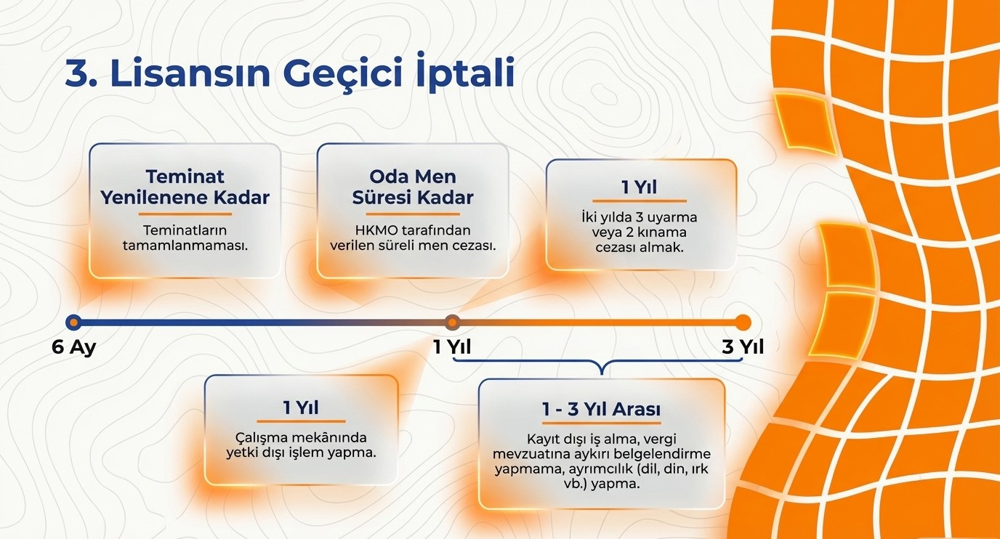 3. Lisansın Geçici İptali
Teminat
Yenilenene Kadar
Teminatların
tamamlanmaması.
Oda Men
Süresi Kadar
HKMO tarafından
verilen süreli men cezası.
1 Yıl
İki yılda 3 uyarma
veya 2 kınama
cezası almak.
6 Ay
1 Yıl
3 Yıl
1 Yıl
Çalışma mekânında
yetki dışı işlem yapma.
1 - 3 Yıl Arası
Kayıt dışı iş alma, vergi
mevzuatına aykırı belgelendirme
yapmama, ayrımcılık (dil, din, ırk
vb.) yapma.